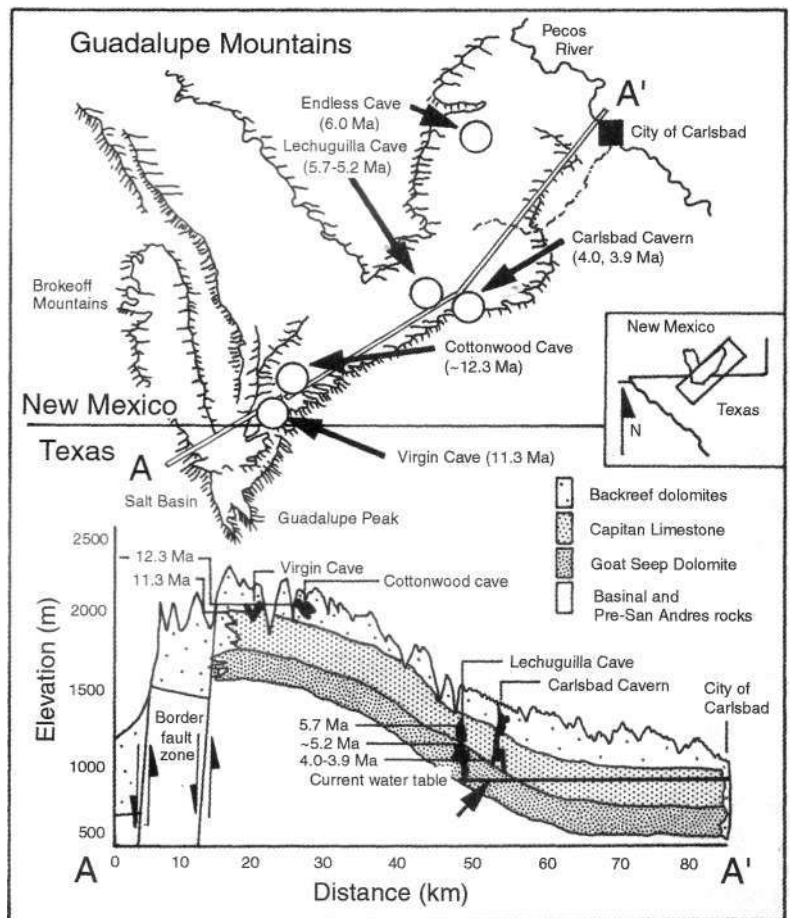 Guadalupe Mountains
Pecos
River
A'
Endless Cave
(6.0 Ma)
Lechuguilla Cave
(5.7-5.2 Ma)
City of Carlsbad
Carlsbad Cavern
(4.0, 3.9 Ma)
Brokeoff
Mountains
Cottonwood Cave
(~12.3 Ma)
New Mexico
Texas
N
New Mexico
Texas
A
Virgin Cave (11.3 Ma)
Salt Basin
Guadalupe Peak
Backreef dolomites
Capitan Limestone
Goat Seep Dolomite
Basinal and
Pre-San Andres rocks
Elevation (m)
2500
2000
1500
1000
500
12.3 Ma
11.3 Ma
Virgin Cave
Cottonwood cave
Lechuguilla Cave
Carlsbad Cavern
City of
Carlsbad
Border
fault
zone
5.7 Ma
~5.2 Ma
4.0-3.9 Ma
Current water table
A
0 10 20 30 40 50 60 70 80
A'
Distance (km)